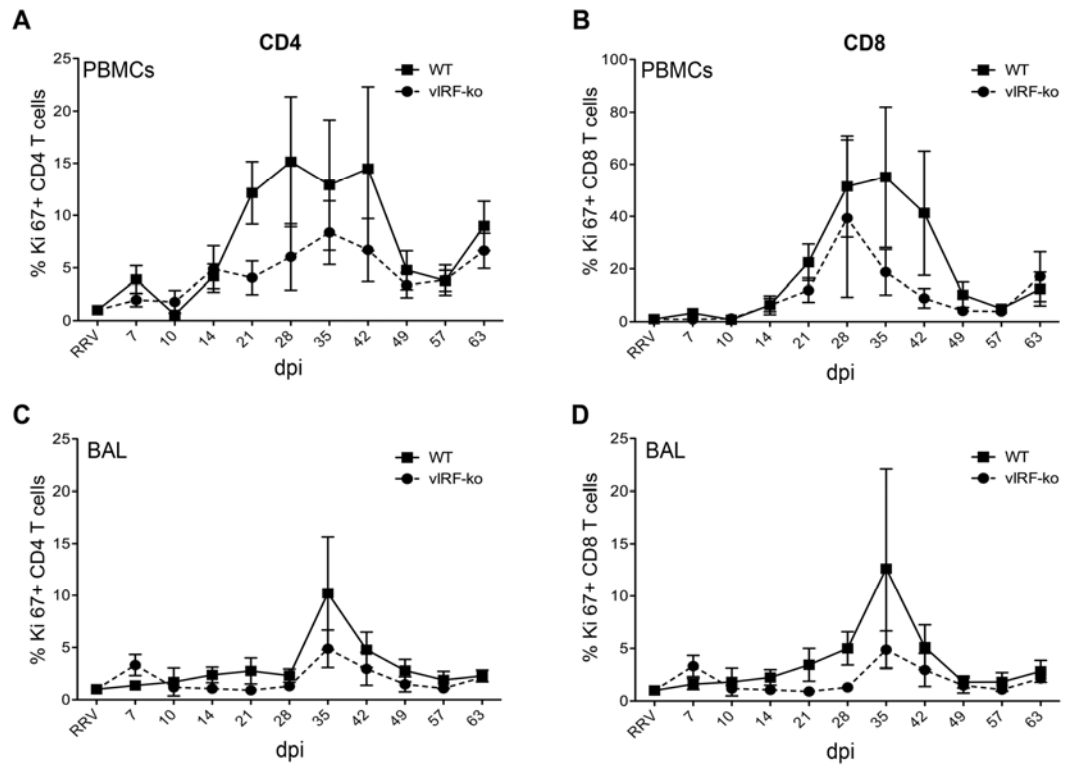 A
CD4
PBMCs
WT
vIRF-ko
% Ki 67+ CD4 T cells
25
20
15
10
5
0
RRV 7 10 14 21 28 35 42 49 57 63
dpi
B
CD8
PBMCs
WT
vIRF-ko
% Ki 67+ CD8 T cells
100
80
60
40
20
0
RRV 7 10 14 21 28 35 42 49 57 63
dpi
C
BAL
WT
vIRF-ko
% Ki 67+ CD4 T cells
25
20
15
10
5
0
RRV 7 10 14 21 28 35 42 49 57 63
dpi
D
BAL
WT
vIRF-ko
% Ki 67+ CD8 T cells
25
20
15
10
5
0
RRV 7 10 14 21 28 35 42 49 57 63
dpi